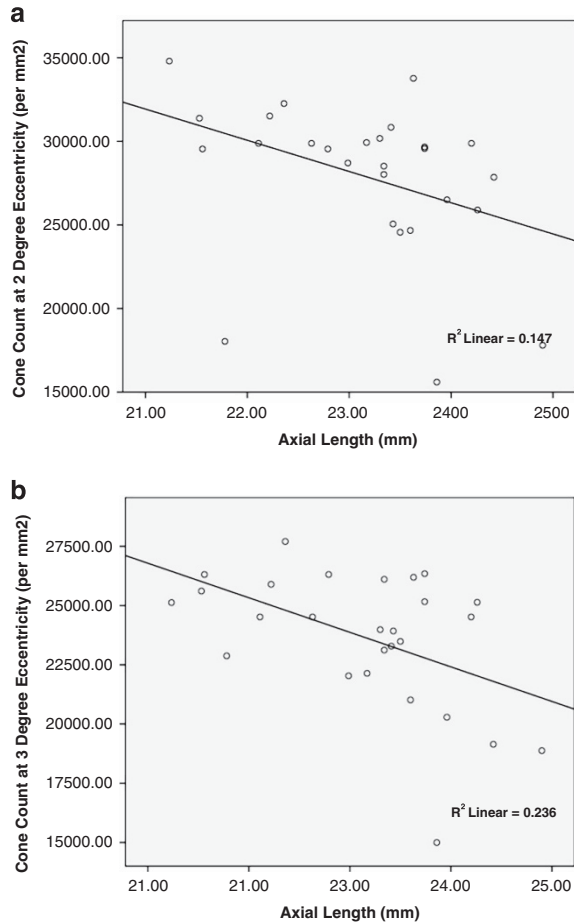 a
Cone Count at 2 Degree Eccentricity (per mm2)
35000.00
30000.00
25000.00
20000.00
15000.00
R2 Linear = 0.147
21.00 22.00 23.00 2400 2500
Axial Length (mm)
b
Cone Count at 3 Degree Eccentricity (per mm2)
27500.00
25000.00
22500.00
20000.00
17500.00
15000.00
R2 Linear = 0.236
21.00 21.00 23.00 24.00 25.00
Axial Length (mm)